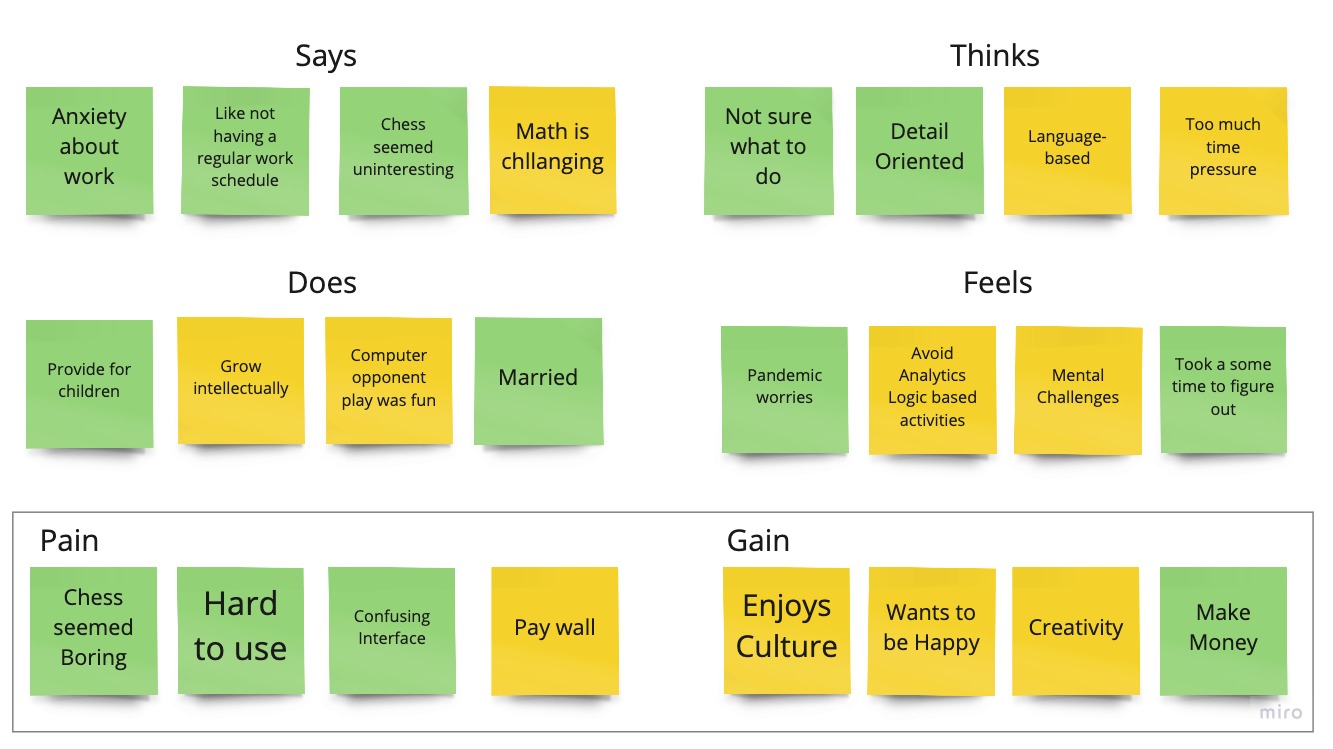 Says
Anxiety
about
work
Like not
having a
regular work
schedule
Chess
seemed
uninteresting
Math is
chllanging
Thinks
Not sure
what to
do
Detail
Oriented
Language-
based
Too much
time
pressure
Does
Provide for
children
Grow
intellectually
Computer
opponent
play was fun
Married
Feels
Pandemic
worries
Avoid
Analytics
Logic based
activities
Mental
Challenges
Took a some
time to figure
out
Pain
Chess
seemed
Boring
Hard
to use
Confusing
Interface
Pay wall
Gain
Enjoys
Culture
Wants to
be Happy
Creativity
Make
Money
miro